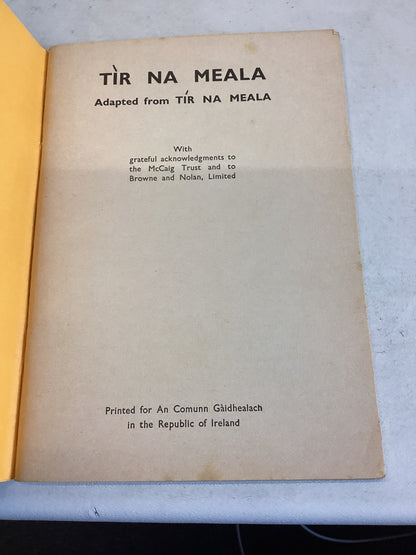 TÌR NA MEALA
Adapted from TÍR NA MEALA
With
grateful acknowledgments to
the McCaig Trust and to
Browne and Nolan, Limited
Printed for An Comunn Gàidhealach
in the Republic of Ireland